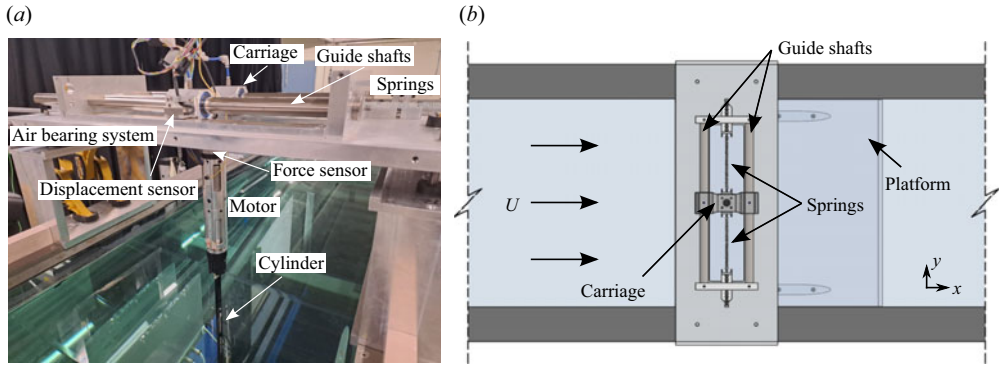 (a)
Carriage
Guide shafts
Springs
Air bearing system
Force sensor
Displacement sensor
Motor
Cylinder
(b)
Guide shafts
Platform
U
Springs
Carriage
y
x